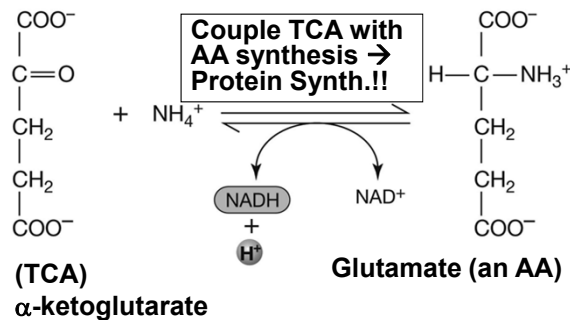 Couple TCA with
AA synthesis →
Protein Synth.!!
COO⁻
C=O
CH₂
CH₂
COO⁻
+ NH₄⁺
NADH
+
H⁺
NAD⁺
COO⁻
H—C—NH₃⁺
CH₂
CH₂
COO⁻
(TCA)
α-ketoglutarate
Glutamate (an AA)